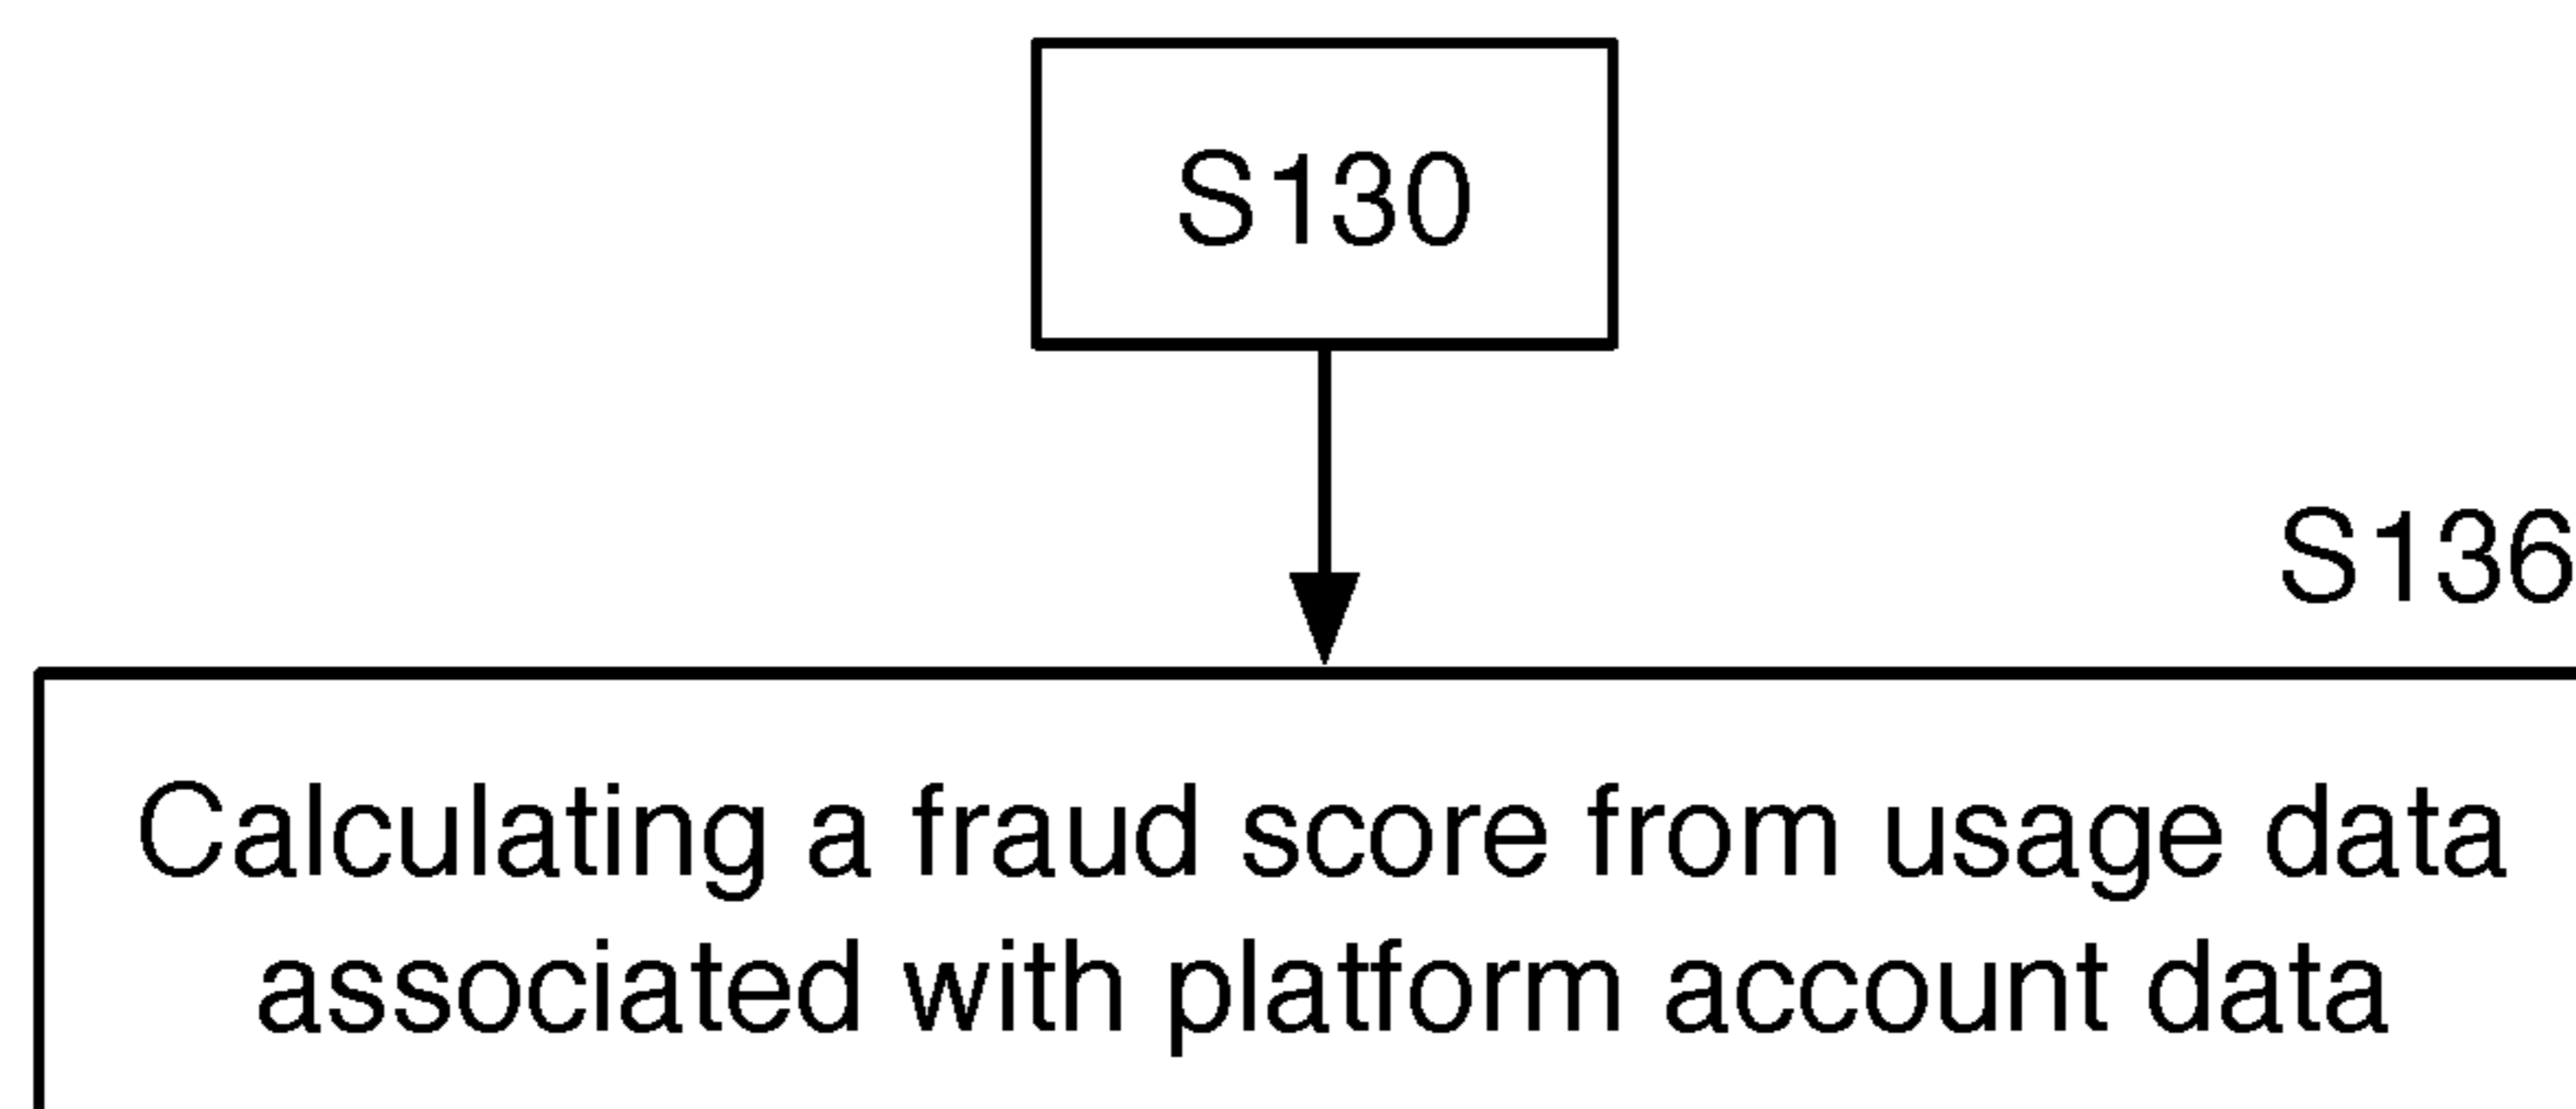 S130
S136
Calculating a fraud score from usage data
associated with platform account data